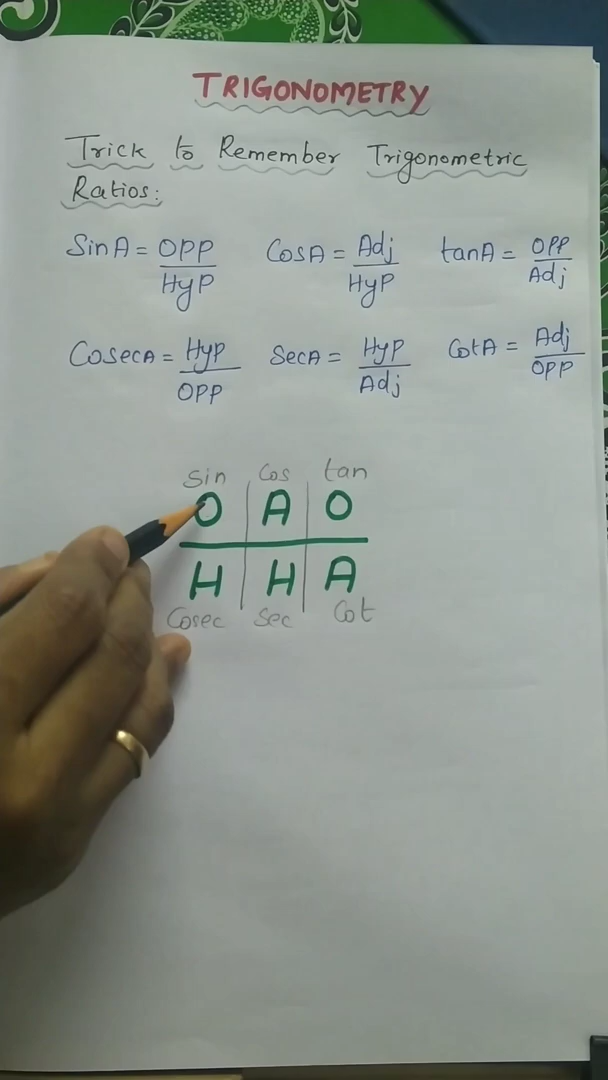 TRIGONOMETRY
Trick to Remember Trigonometric
Ratios:
SinA = OPP/HyP CosA = Adj/HyP tanA = OPP/Adj
CosecA = Hyp/OPP SecA = Hyp/Adj CotA = Adj/OPP
Sin Cos tan
O A O
H H A
Cosec Sec Cot